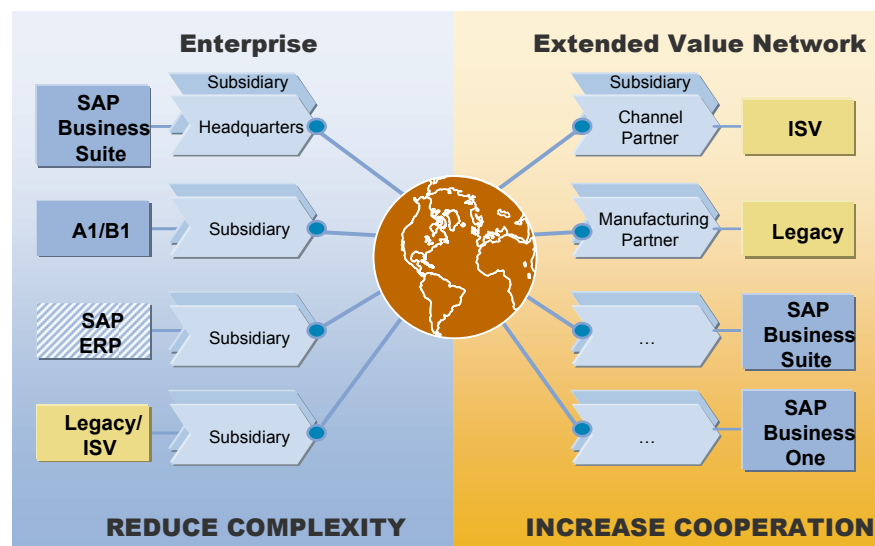 Enterprise
Subsidiary
SAP
Business
Suite
Headquarters
A1/B1
Subsidiary
SAP
ERP
Subsidiary
Legacy/
ISV
Subsidiary
REDUCE COMPLEXITY
Extended Value Network
Subsidiary
Channel
Partner
ISV
Manufacturing
Partner
Legacy
…
SAP
Business
Suite
…
SAP
Business
One
INCREASE COOPERATION